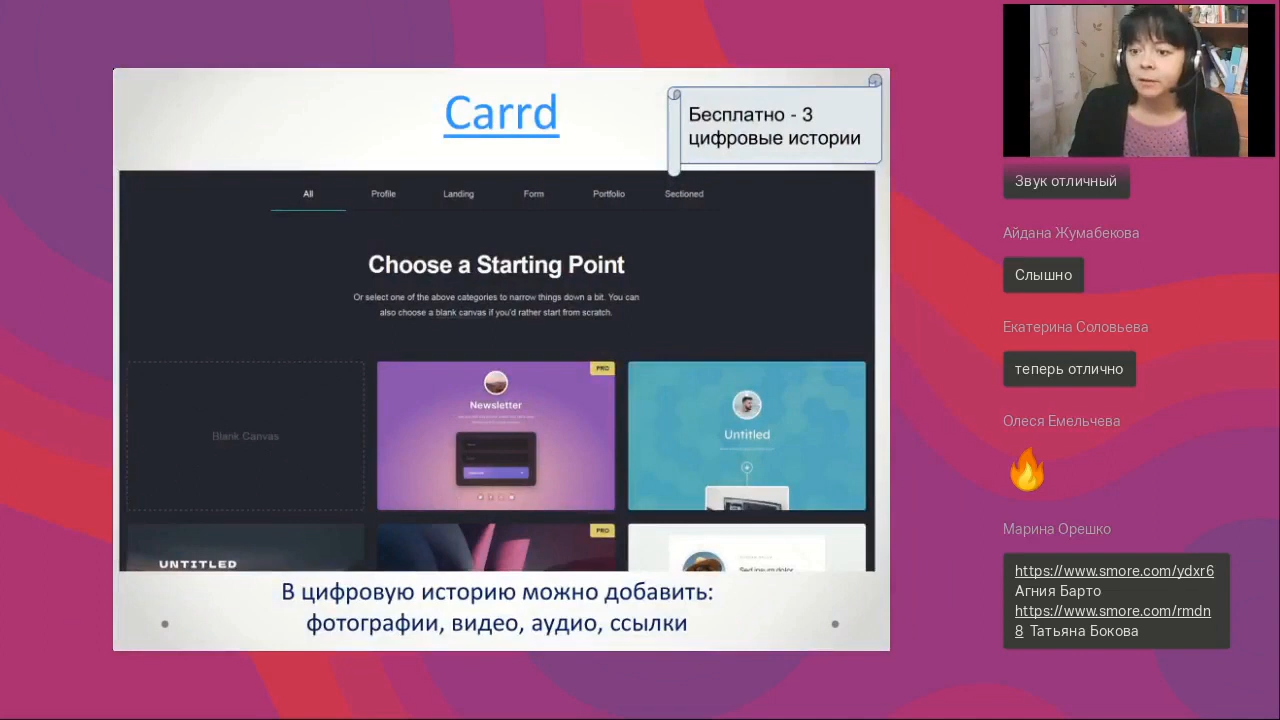 Carrd
Бесплатно - 3
цифровые истории
All Profile Landing Form Portfolio Sectioned
Choose a Starting Point
Or select one of the above categories to narrow things down a bit. You can
also choose a blank canvas if you'd rather start from scratch.
Blank Canvas
PRO
Newsletter
Untitled
UNTITLED
PRO
В цифровую историю можно добавить:
фотографии, видео, аудио, ссылки
Звук отличный
Айдана Жумабекова
Слышно
Екатерина Соловьева
теперь отлично
Олеся Емельчева
Марина Орешко
https://www.smore.com/ydxr6
Агния Барто
https://www.smore.com/rmdn
8 Татьяна Бокова